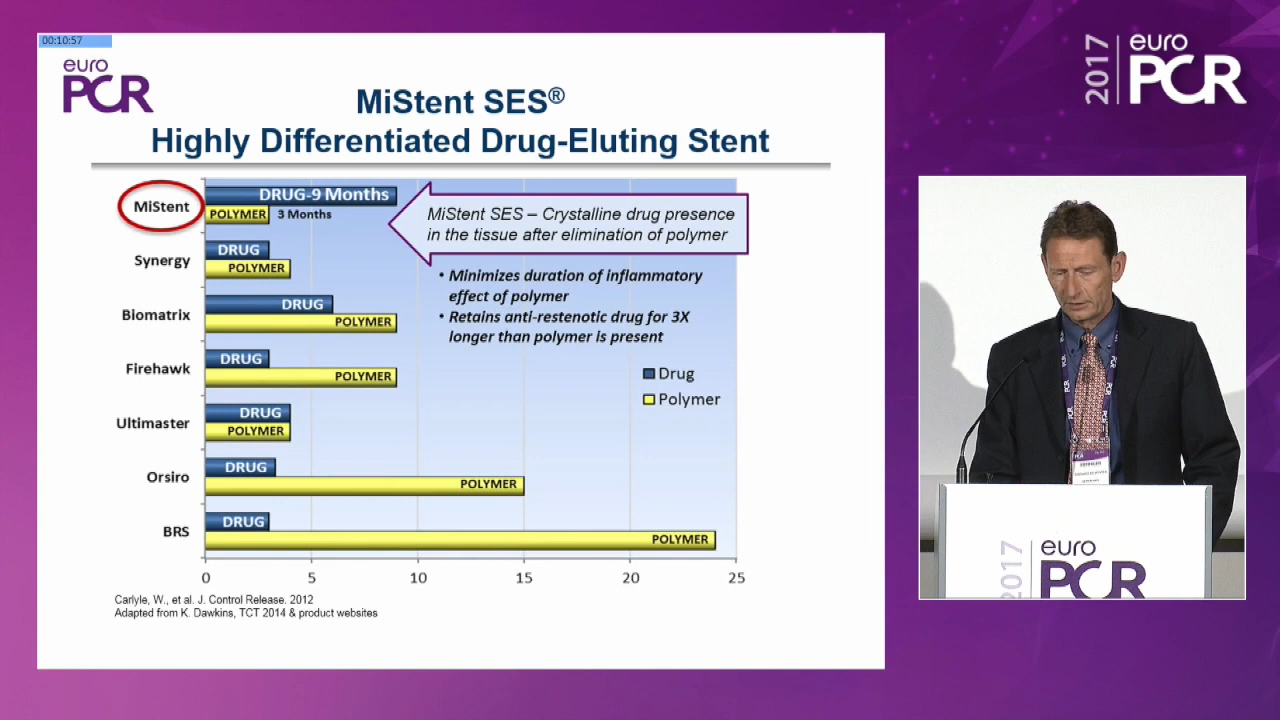 00:10:57
euro
PCR
MiStent SES®
Highly Differentiated Drug-Eluting Stent
MiStent
DRUG-9 Months
POLYMER
3 Months
MiStent SES – Crystalline drug presence
in the tissue after elimination of polymer
• Minimizes duration of inflammatory
effect of polymer
• Retains anti-restenotic drug for 3X
longer than polymer is present
Synergy
DRUG
POLYMER
Biomatrix
DRUG
POLYMER
Firehawk
DRUG
POLYMER
Drug
Polymer
Ultimaster
DRUG
POLYMER
Orsiro
DRUG
POLYMER
BRS
DRUG
POLYMER
0
5
10
15
20
25
Carlyle, W., et al. J. Control Release. 2012
Adapted from K. Dawkins, TCT 2014 & product websites
2017
euro
PCR
2017
euro
PCR